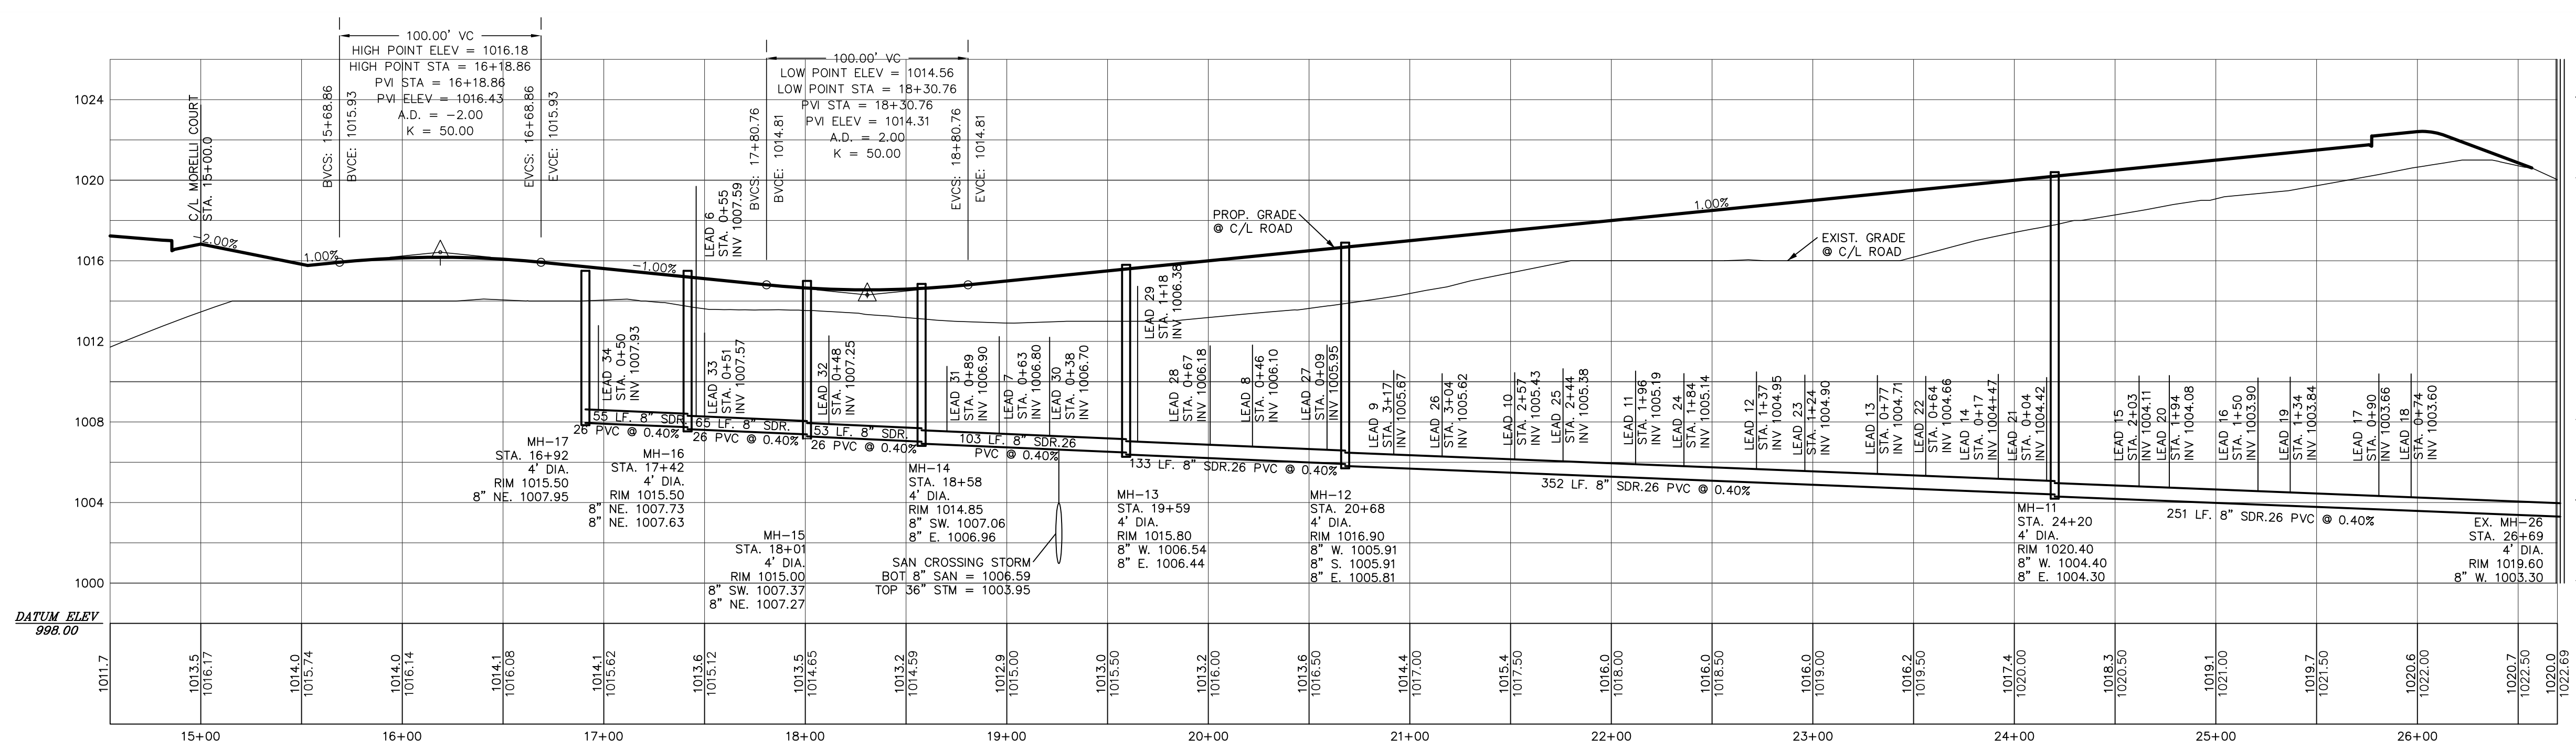 100.00' VC
HIGH POINT ELEV = 1016.18
HIGH POINT STA = 16+18.86
PVI STA = 16+18.86
PVI ELEV = 1016.43
A.D. = -2.00
K = 50.00
BVCS: 15+68.86
BVCE: 1015.93
EVCS: 16+68.86
EVCE: 1015.93
100.00' VC
LOW POINT ELEV = 1014.56
LOW POINT STA = 18+30.76
PVI STA = 18+30.76
PVI ELEV = 1014.31
A.D. = 2.00
K = 50.00
BVCS: 17+80.76
BVCE: 1014.81
EVCS: 18+80.76
EVCE: 1014.81
1024
1020
1016
1012
1008
1004
1000
DATUM ELEV
998.00
C/L MORELLI COURT
STA. 15+00.0
-2.00%
1.00%
-1.00%
1.00%
PROP. GRADE
@ C/L ROAD
EXIST. GRADE
@ C/L ROAD
LEAD 34
STA. 0+50
INV 1007.93
LEAD 6
STA. 0+55
INV 1007.59
LEAD 33
STA. 0+51
INV 1007.57
LEAD 32
STA. 0+48
INV 1007.25
LEAD 31
STA. 0+89
INV 1006.90
LEAD 7
STA. 0+63
INV 1006.80
LEAD 30
STA. 0+38
INV 1006.70
LEAD 29
STA. 1+18
INV 1006.38
LEAD 28
STA. 0+67
INV 1006.18
LEAD 8
STA. 0+46
INV 1006.10
LEAD 27
STA. 0+09
INV 1005.95
LEAD 9
STA. 3+17
INV 1005.67
LEAD 26
STA. 3+04
INV 1005.62
LEAD 10
STA. 2+57
INV 1005.43
LEAD 25
STA. 2+44
INV 1005.38
LEAD 11
STA. 1+96
INV 1005.19
LEAD 24
STA. 1+84
INV 1005.14
LEAD 12
STA. 1+37
INV 1004.95
LEAD 23
STA. 1+24
INV 1004.90
LEAD 13
STA. 0+77
INV 1004.71
LEAD 22
STA. 0+64
INV 1004.66
LEAD 14
STA. 0+17
INV 1004+47
LEAD 21
STA. 0+04
INV 1004.42
LEAD 15
STA. 2+03
INV 1004.11
LEAD 20
STA. 1+94
INV 1004.08
LEAD 16
STA. 1+50
INV 1003.90
LEAD 19
STA. 1+34
INV 1003.84
LEAD 17
STA. 0+90
INV 1003.66
LEAD 18
STA. 0+74
INV 1003.60
55 LF. 8" SDR.
26 PVC @ 0.40%
65 LF. 8" SDR.
26 PVC @ 0.40%
53 LF. 8" SDR.
26 PVC @ 0.40%
103 LF. 8" SDR.26
PVC @ 0.40%
133 LF. 8" SDR.26 PVC @ 0.40%
352 LF. 8" SDR.26 PVC @ 0.40%
251 LF. 8" SDR.26 PVC @ 0.40%
MH-17
STA. 16+92
4' DIA.
RIM 1015.50
8" NE. 1007.95
MH-16
STA. 17+42
4' DIA.
RIM 1015.50
8" NE. 1007.73
8" NE. 1007.63
MH-15
STA. 18+01
4' DIA.
RIM 1015.00
8" SW. 1007.37
8" NE. 1007.27
MH-14
STA. 18+58
4' DIA.
RIM 1014.85
8" SW. 1007.06
8" E. 1006.96
SAN CROSSING STORM
BOT 8" SAN = 1006.59
TOP 36" STM = 1003.95
MH-13
STA. 19+59
4' DIA.
RIM 1015.80
8" W. 1006.54
8" E. 1006.44
MH-12
STA. 20+68
4' DIA.
RIM 1016.90
8" W. 1005.91
8" S. 1005.91
8" E. 1005.81
MH-11
STA. 24+20
4' DIA.
RIM 1020.40
8" W. 1004.40
8" E. 1004.30
EX. MH-26
STA. 26+69
4' DIA.
RIM 1019.60
8" W. 1003.30
1011.7
1013.5
1016.17
1014.0
1015.74
1014.0
1016.14
1014.1
1016.08
1014.1
1015.62
1013.6
1015.12
1013.5
1014.65
1013.2
1014.59
1012.9
1015.00
1013.0
1015.50
1013.2
1016.00
1013.6
1016.50
1014.4
1017.00
1015.4
1017.50
1016.0
1018.00
1016.0
1018.50
1016.0
1019.00
1016.2
1019.50
1017.4
1020.00
1018.3
1020.50
1019.1
1021.00
1019.7
1021.50
1020.6
1022.00
1020.7
1022.50
1020.0
1022.69
15+00
16+00
17+00
18+00
19+00
20+00
21+00
22+00
23+00
24+00
25+00
26+00